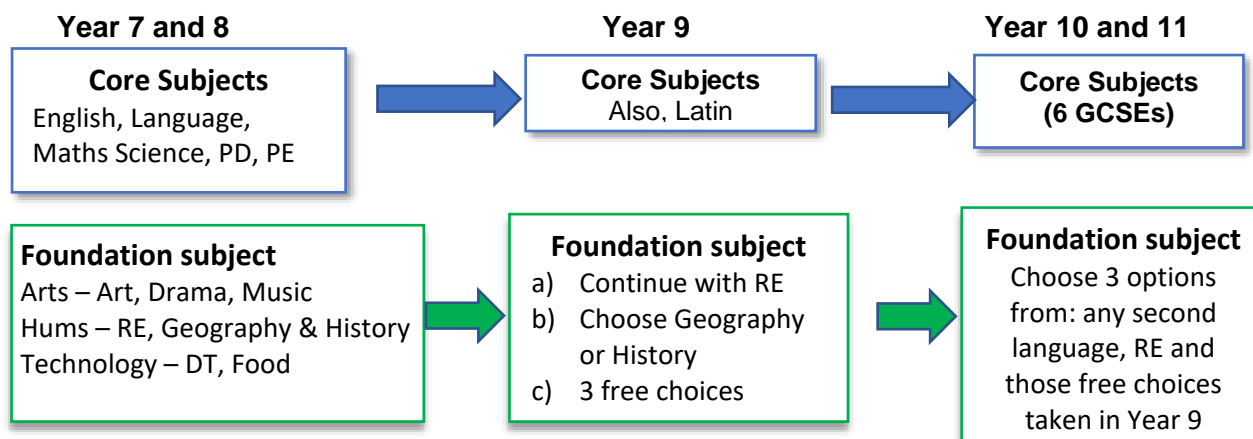 Year 7 and 8
Core Subjects
English, Language,
Maths Science, PD, PE
Year 9
Core Subjects
Also, Latin
Year 10 and 11
Core Subjects
(6 GCSEs)
Foundation subject
Arts – Art, Drama, Music
Hums – RE, Geography & History
Technology – DT, Food
Foundation subject
a) Continue with RE
b) Choose Geography
or History
c) 3 free choices
Foundation subject
Choose 3 options
from: any second
language, RE and
those free choices
taken in Year 9